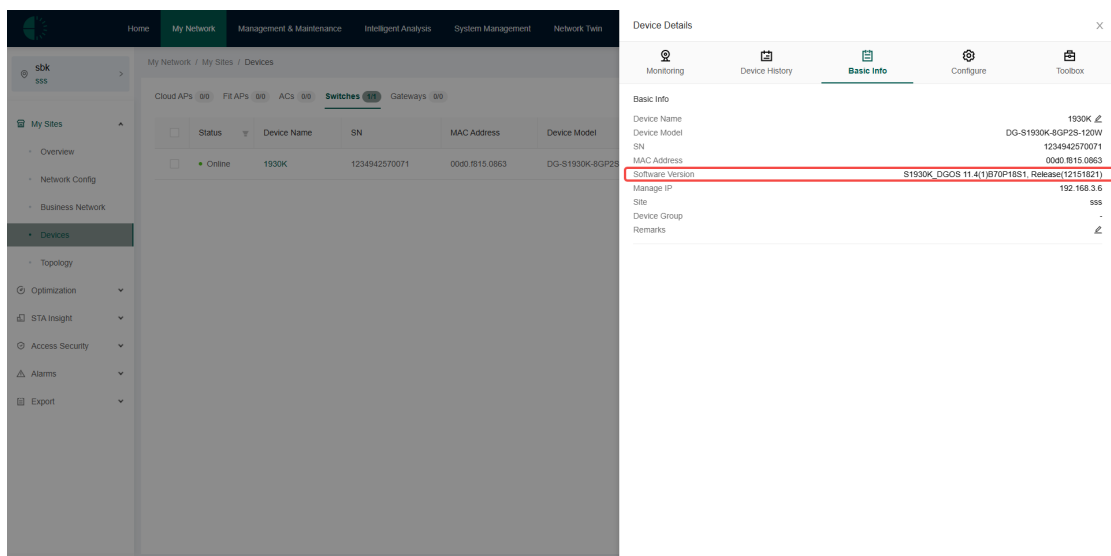 Home My Network Management & Maintenance Intelligent Analysis System Management Network Twin
sbk
sss
My Sites
Overview
Network Config
Business Network
Devices
Topology
Optimization
STA Insight
Access Security
Alarms
Export
My Network / My Sites / Devices
Cloud APs 0/0 Fit APs 0/0 ACs 0/0 Switches 1/1 Gateways 0/0
Status Device Name SN MAC Address Device Model
Online 1930K 1234942570071 00d0.f815.0863 DG-S1930K-8GP2S
Device Details
Monitoring Device History Basic Info Configure Toolbox
Basic Info
Device Name 1930K
Device Model DG-S1930K-8GP2S-120W
SN 1234942570071
MAC Address 00d0.f815.0863
Software Version S1930K_DGOS 11.4(1)B70P18S1, Release(12151821)
Manage IP 192.168.3.6
Site sss
Device Group -
Remarks